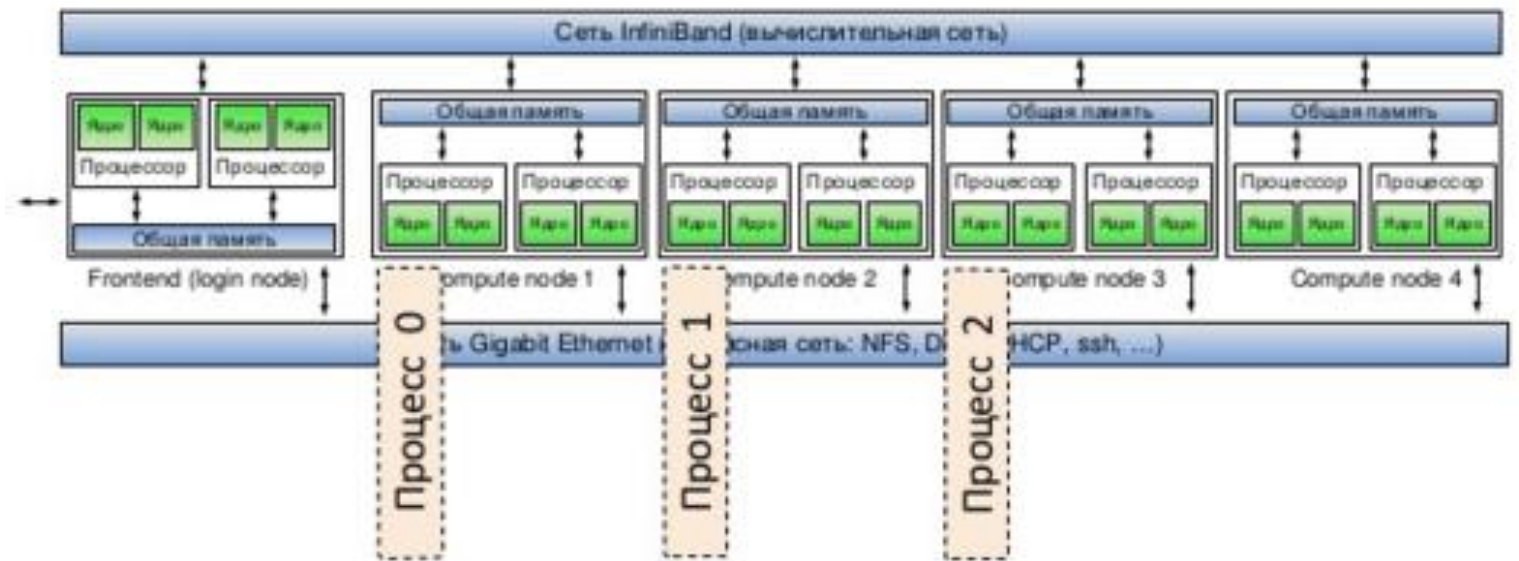 Сеть InfiniBand (вычислительная сеть)
Ядро Ядро Ядро Ядро
Процессор Процессор
Общая память
Frontend (login node)
Общая память
Процессор Процессор
Ядро Ядро Ядро Ядро
ompute node 1
Общая память
Процессор Процессор
Ядро Ядро Ядро Ядро
mpute node 2
Общая память
Процессор Процессор
Ядро Ядро Ядро Ядро
ompute node 3
Общая память
Процессор Процессор
Ядро Ядро Ядро Ядро
Compute node 4
ь Gigabit Ethernet сная сеть: NFS, D HCP, ssh, ...)
Процесс 0
Процесс 1
Процесс 2